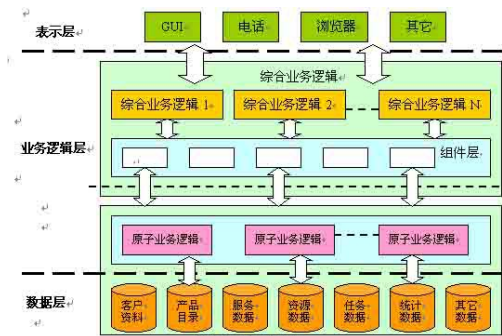 表示层
GUI
电话
浏览器
其它
综合业务逻辑
综合业务逻辑 1
综合业务逻辑 2
综合业务逻辑 N
业务逻辑层
组件层
原子业务逻辑
原子业务逻辑
原子业务逻辑
数据层
客户
资料
产品
目录
服务
数据
资源
数据
任务
数据
统计
数据
其它
数据